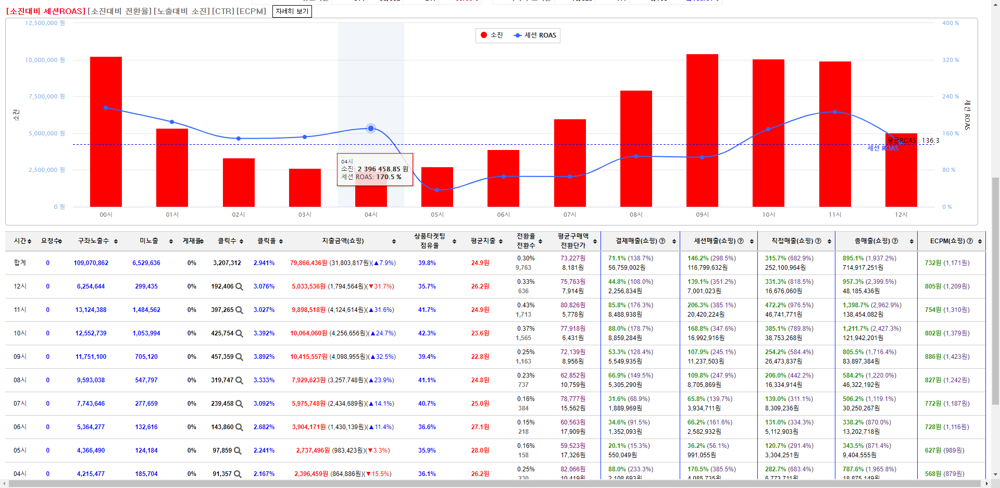 [소진대비 세션ROAS][소진대비 전환율][노출대비 소진][CTR][ECPM] 자세히 보기
12,500,000 원
10,000,000 원
7,500,000 원
5,000,000 원
2,500,000 원
0 원
소진
소진 세션 ROAS
400 %
320 %
240 %
160 %
80 %
0 %
세션 ROAS
평균ROAS : 136.3
세션 ROAS
04시
소진: 2 396 458.85 원
세션 ROAS: 170.5 %
00시 01시 02시 03시 04시 05시 06시 07시 08시 09시 10시 11시 12시
시간 요청수 구좌노출수 미노출 게재율 클릭수 클릭율 지출금액(쇼핑) 상품타겟팅 점유율 평균지출 전환율 전환수 평균구매액 전환단가 결제매출(쇼핑) 세션매출(쇼핑) 직접매출(쇼핑) 총매출(쇼핑) ECPM(쇼핑)
합계 0 109,070,862 6,529,636 0% 3,207,312 2.941% 79,866,436원 (31,803,817원)(▲7.9%) 39.8% 24.9원 0.30% 73,227원 71.1% (138.7%) 146.2% (298.5%) 315.7% (682.9%) 895.1% (1,937.2%) 732원 (1,171원)
9,763 8,181원 56,759,002원 116,799,632원 252,100,964원 714,917,251원
12시 0 6,254,644 299,435 0% 192,406 3.076% 5,033,536원 (1,794,564원)(▼31.7%) 35.7% 26.2원 0.33% 75,763원 44.8% (108.0%) 139.1% (351.2%) 331.3% (818.5%) 957.3% (2,399.5%) 805원 (1,209원)
636 7,914원 2,256,834원 7,001,023원 16,676,060원 48,185,436원
11시 0 13,124,388 1,484,562 0% 397,265 3.027% 9,898,518원 (4,124,614원)(▲31.6%) 41.7% 24.9원 0.43% 80,826원 85.8% (176.3%) 206.3% (385.1%) 472.2% (976.5%) 1,398.7% (2,962.9%) 754원 (1,310원)
1,713 5,778원 8,488,938원 20,420,224원 46,741,771원 138,454,082원
10시 0 12,552,739 1,053,994 0% 425,754 3.392% 10,064,060원 (4,256,656원)(▲24.7%) 42.3% 23.6원 0.37% 77,918원 88.0% (178.7%) 168.8% (347.6%) 385.1% (789.8%) 1,211.7% (2,427.3%) 802원 (1,379원)
1,565 6,431원 8,859,284원 16,992,916원 38,753,268원 121,942,201원
09시 0 11,751,100 705,120 0% 457,359 3.892% 10,415,557원 (4,098,955원)(▲32.5%) 39.4% 22.8원 0.25% 72,139원 53.3% (128.4%) 107.9% (245.1%) 254.2% (584.4%) 805.5% (1,716.4%) 886원 (1,423원)
1,163 8,956원 5,549,935원 11,237,503원 26,473,837원 83,897,384원
08시 0 9,593,038 547,797 0% 319,747 3.333% 7,929,623원 (3,257,748원)(▲23.9%) 41.1% 24.8원 0.23% 62,852원 66.9% (149.5%) 109.8% (247.9%) 206.0% (442.2%) 584.2% (1,220.0%) 827원 (1,242원)
737 10,759원 5,305,290원 8,705,869원 16,334,914원 46,322,192원
07시 0 7,743,646 277,659 0% 239,458 3.092% 5,975,748원 (2,434,689원)(▲14.1%) 40.7% 25.0원 0.16% 78,777원 31.6% (68.9%) 65.8% (139.7%) 139.0% (311.1%) 506.2% (1,119.1%) 772원 (1,187원)
384 15,562원 1,889,969원 3,934,711원 8,309,236원 30,250,267원
06시 0 5,364,277 132,616 0% 143,860 2.682% 3,904,171원 (1,430,139원)(▲11.4%) 36.6% 27.1원 0.15% 60,563원 34.6% (91.5%) 66.2% (161.6%) 131.0% (334.3%) 338.2% (870.0%) 728원 (1,116원)
218 17,909원 1,352,093원 2,582,932원 5,112,903원 13,202,718원
05시 0 4,366,490 124,184 0% 97,859 2.241% 2,737,496원 (983,423원)(▼3.3%) 35.9% 28.0원 0.16% 59,523원 20.1% (15.3%) 36.2% (56.1%) 120.7% (291.4%) 343.5% (871.4%) 627원 (989원)
158 17,326원 550,049원 991,055원 3,304,251원 9,404,555원
04시 0 4,215,477 185,704 0% 91,357 2.167% 2,396,459원 (864,886원)(▼15.5%) 36.1% 26.2원 0.25% 82,066원 88.0% (233.3%) 170.5% (385.5%) 282.7% (683.4%) 787.6% (1,965.8%) 568원 (879원)
230 10,419원 2,108,693원 4,085,735원 6,773,711원 18,875,149원